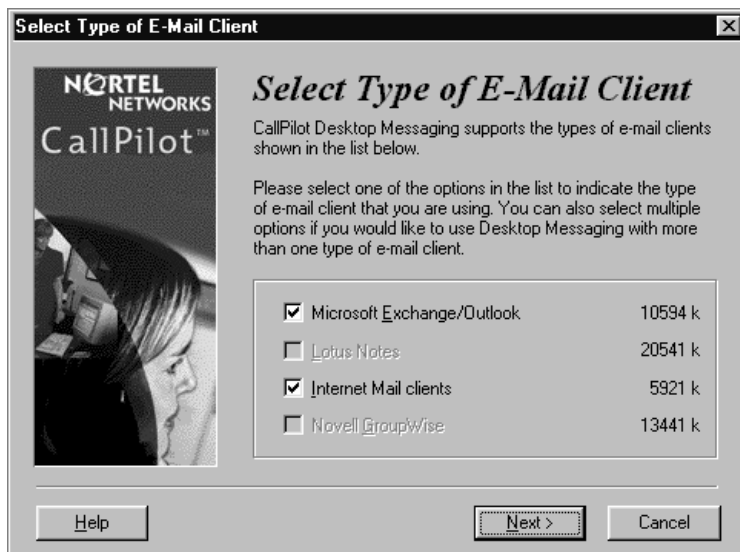 Select Type of E-Mail Client
NORTEL
NETWORKS
CallPilot™
Select Type of E-Mail Client
CallPilot Desktop Messaging supports the types of e-mail clients
shown in the list below.
Please select one of the options in the list to indicate the type
of e-mail client that you are using. You can also select multiple
options if you would like to use Desktop Messaging with more
than one type of e-mail client.
Microsoft Exchange/Outlook 10594 k
Lotus Notes 20541 k
Internet Mail clients 5921 k
Novell GroupWise 13441 k
Help Next > Cancel